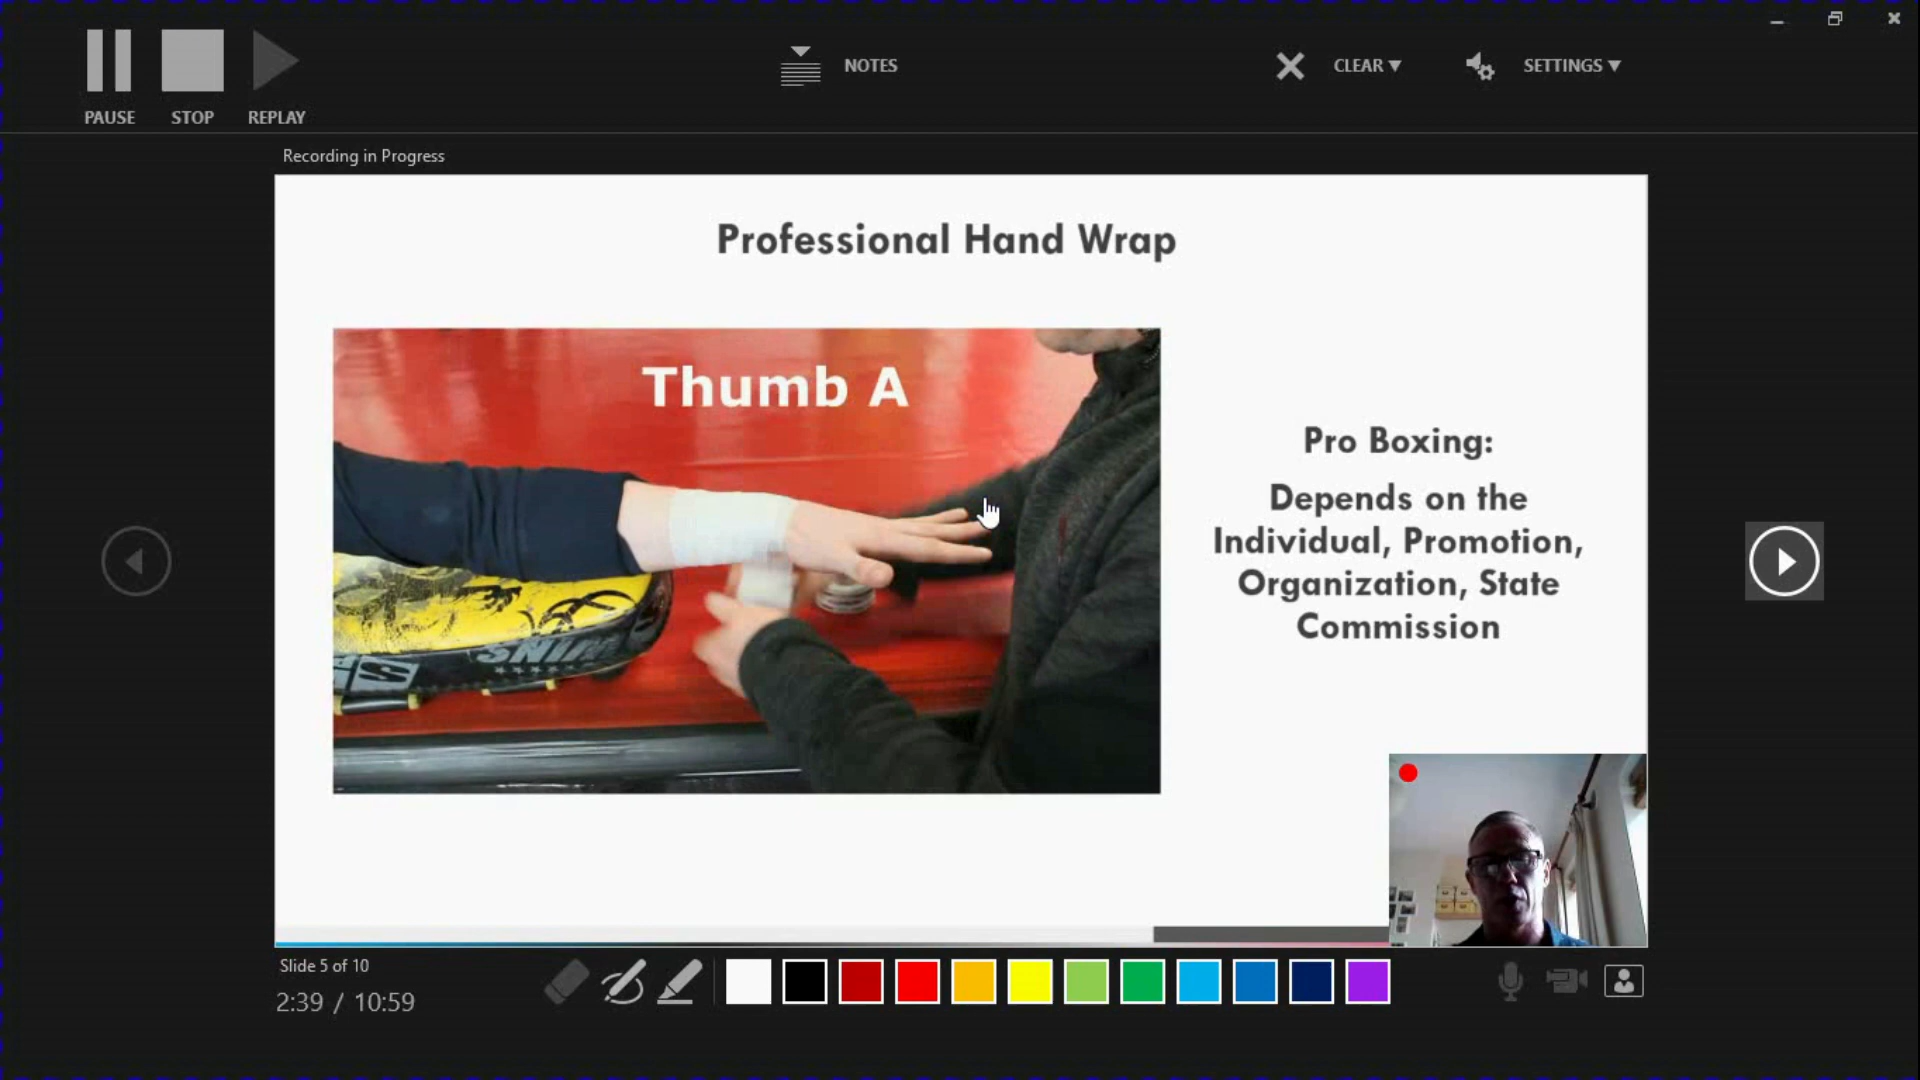 NOTES
CLEAR
SETTINGS
PAUSE STOP REPLAY
Recording in Progress
Professional Hand Wrap
Thumb A
Pro Boxing:
Depends on the
Individual, Promotion,
Organization, State
Commission
Slide 5 of 10
2:39 / 10:59